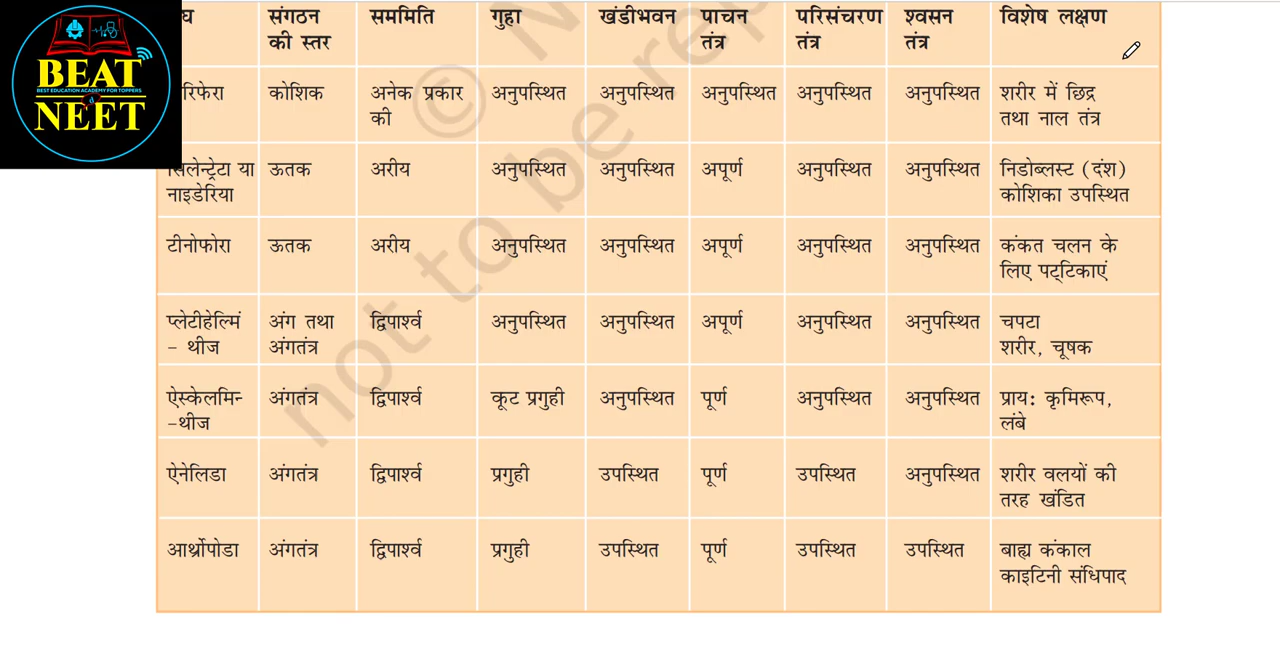 BEAT
BEST EDUCATION ACADEMY FOR TOPPERS
NEET
संगठन की स्तर
सममिति
गुहा
खंडीभवन
पाचन तंत्र
परिसंचरण तंत्र
श्वसन तंत्र
विशेष लक्षण
कोशिक
अनेक प्रकार की
अनुपस्थित
अनुपस्थित
अनुपस्थित
अनुपस्थित
अनुपस्थित
शरीर में छिद्र
तथा नाल तंत्र
सिलेन्ट्रेटा या
नाइडेरिया
ऊतक
अरीय
अनुपस्थित
अनुपस्थित
अपूर्ण
अनुपस्थित
अनुपस्थित
निडोब्लस्ट (दंश)
कोशिका उपस्थित
टीनोफोरा
ऊतक
अरीय
अनुपस्थित
अनुपस्थित
अपूर्ण
अनुपस्थित
अनुपस्थित
कंकत चलन के
लिए पट्टिकाएं
प्लेटीहेल्मिं
- थीज
अंग तथा
अंगतंत्र
द्विपार्श्व
अनुपस्थित
अनुपस्थित
अपूर्ण
अनुपस्थित
अनुपस्थित
चपटा
शरीर, चूषक
ऐस्केलमिन्
-थीज
अंगतंत्र
द्विपार्श्व
कूट प्रगुही
अनुपस्थित
पूर्ण
अनुपस्थित
अनुपस्थित
प्राय: कृमिरूप,
लंबे
ऐनेलिडा
अंगतंत्र
द्विपार्श्व
प्रगुही
उपस्थित
पूर्ण
उपस्थित
अनुपस्थित
शरीर वलयों की
तरह खंडित
आर्थ्रोपोडा
अंगतंत्र
द्विपार्श्व
प्रगुही
उपस्थित
पूर्ण
उपस्थित
उपस्थित
बाह्य कंकाल
काइटिनी संधिपाद
not to be rep